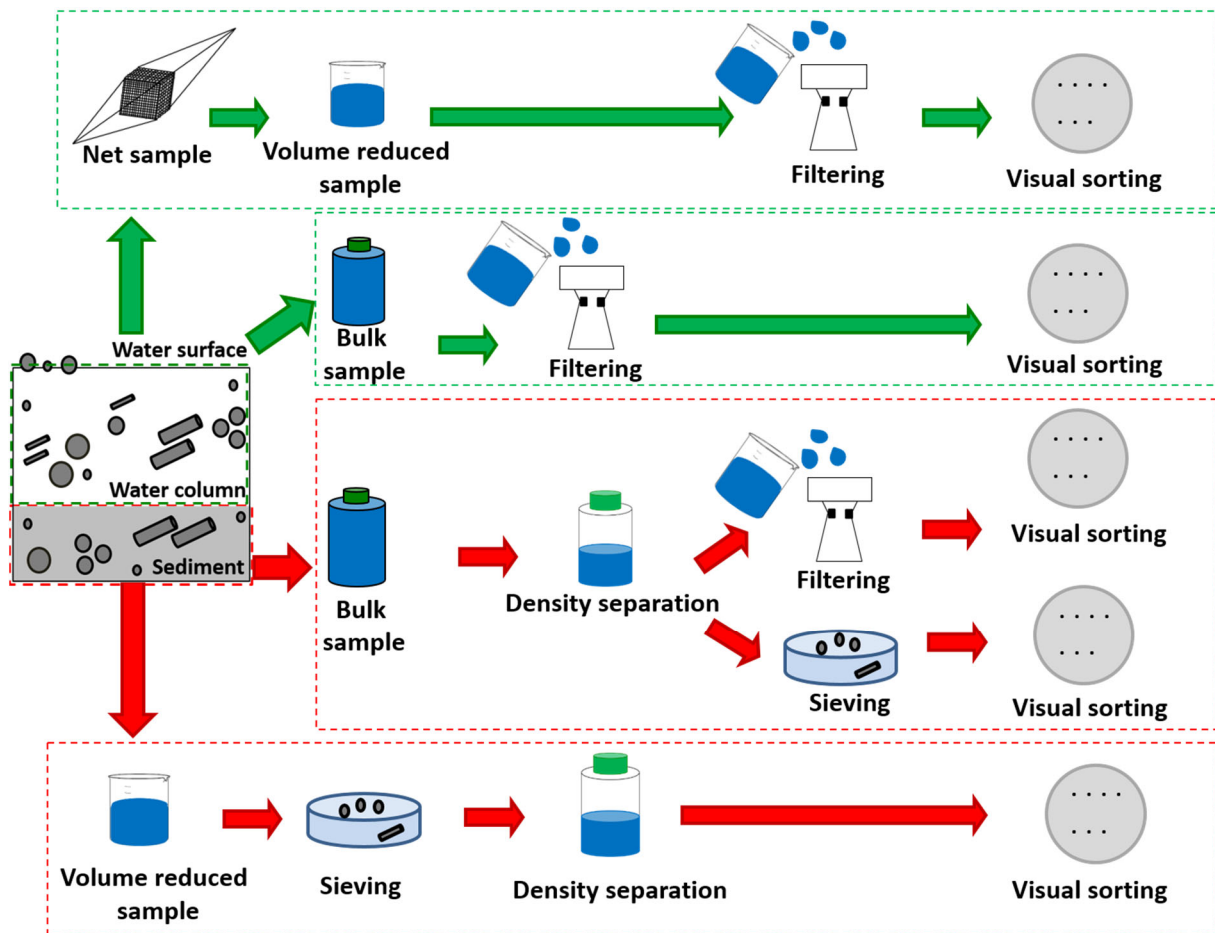 Net sample
Volume reduced
sample
Filtering
Visual sorting
Water surface
Bulk
sample
Filtering
Visual sorting
Water column
Sediment
Bulk
sample
Density separation
Filtering
Visual sorting
Sieving
Visual sorting
Volume reduced
sample
Sieving
Density separation
Visual sorting